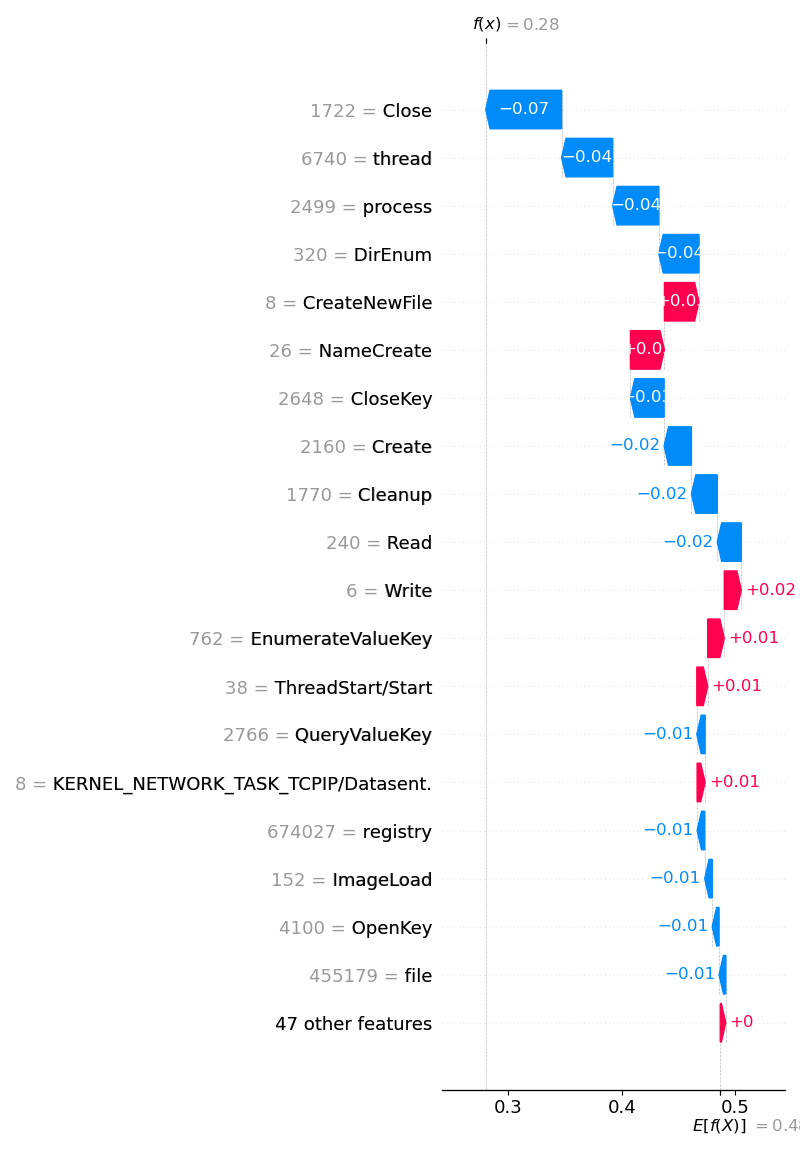 f(x) = 0.28
1722 = Close
−0.07
6740 = thread
−0.04
2499 = process
−0.04
320 = DirEnum
−0.04
8 = CreateNewFile
26 = NameCreate
2648 = CloseKey
−0.03
2160 = Create
−0.02
1770 = Cleanup
−0.02
240 = Read
−0.02
6 = Write
+0.02
762 = EnumerateValueKey
+0.01
38 = ThreadStart/Start
+0.01
2766 = QueryValueKey
−0.01
8 = KERNEL_NETWORK_TASK_TCPIP/Datasent.
+0.01
674027 = registry
−0.01
152 = ImageLoad
−0.01
4100 = OpenKey
−0.01
455179 = file
−0.01
47 other features
+0
0.3 0.4 0.5
E[f(X)] = 0.48